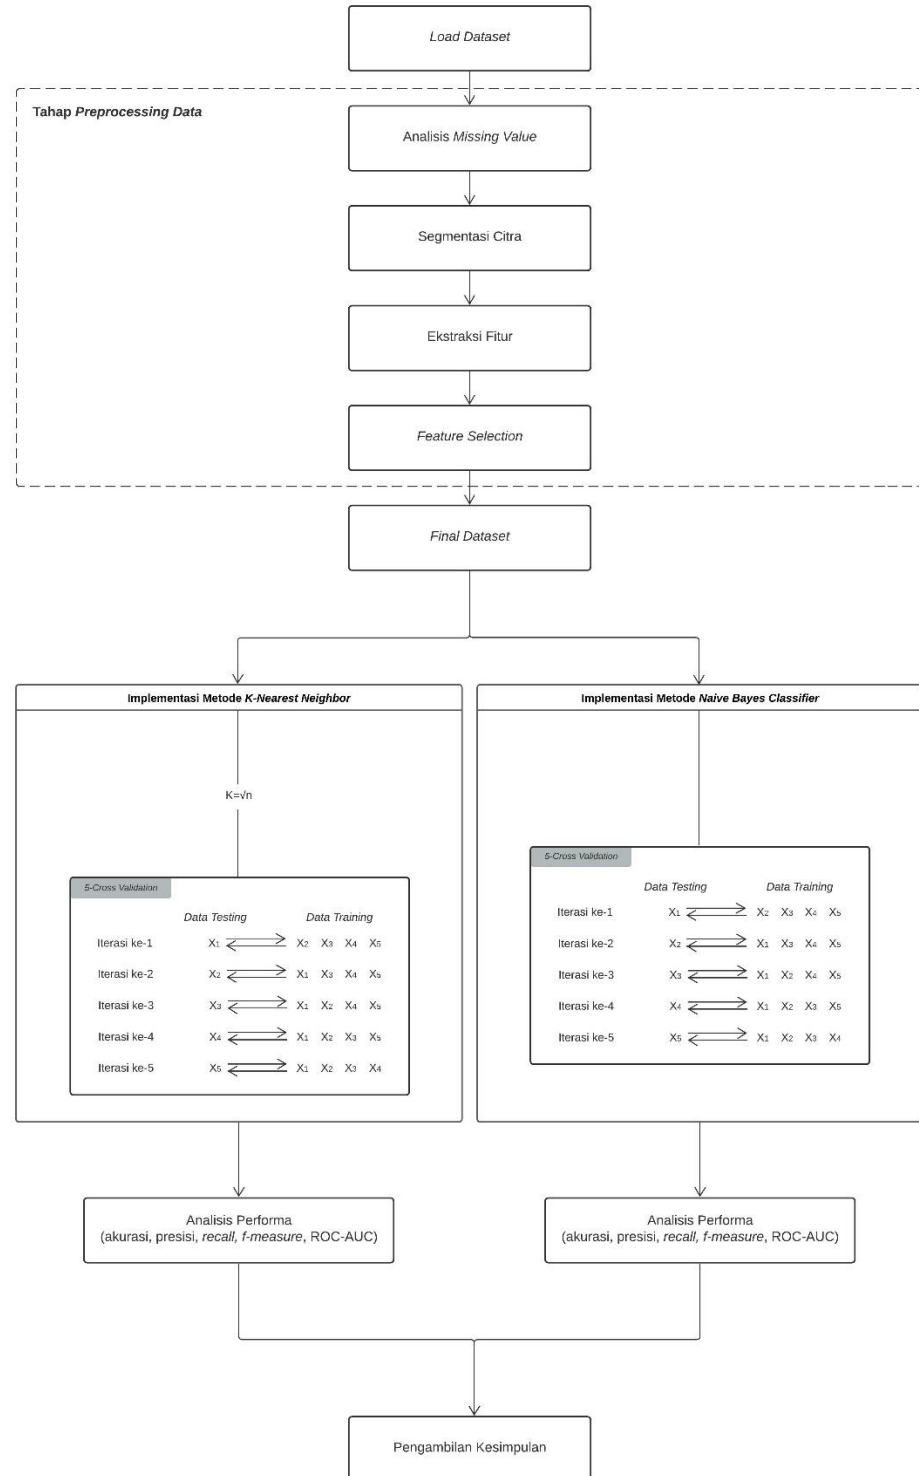 Load Dataset
Tahap Preprocessing Data
Analisis Missing Value
Segmentasi Citra
Ekstraksi Fitur
Feature Selection
Final Dataset
Implementasi Metode K-Nearest Neighbor
K=√n
5-Cross Validation
Data Testing Data Training
Iterasi ke-1 X1 X2 X3 X4 X5
Iterasi ke-2 X2 X1 X3 X4 X5
Iterasi ke-3 X3 X1 X2 X4 X5
Iterasi ke-4 X4 X1 X2 X3 X5
Iterasi ke-5 X5 X1 X2 X3 X4
Implementasi Metode Naive Bayes Classifier
5-Cross Validation
Data Testing Data Training
Iterasi ke-1 X1 X2 X3 X4 X5
Iterasi ke-2 X2 X1 X3 X4 X5
Iterasi ke-3 X3 X1 X2 X4 X5
Iterasi ke-4 X4 X1 X2 X3 X5
Iterasi ke-5 X5 X1 X2 X3 X4
Analisis Performa
(akurasi, presisi, recall, f-measure, ROC-AUC)
Analisis Performa
(akurasi, presisi, recall, f-measure, ROC-AUC)
Pengambilan Kesimpulan